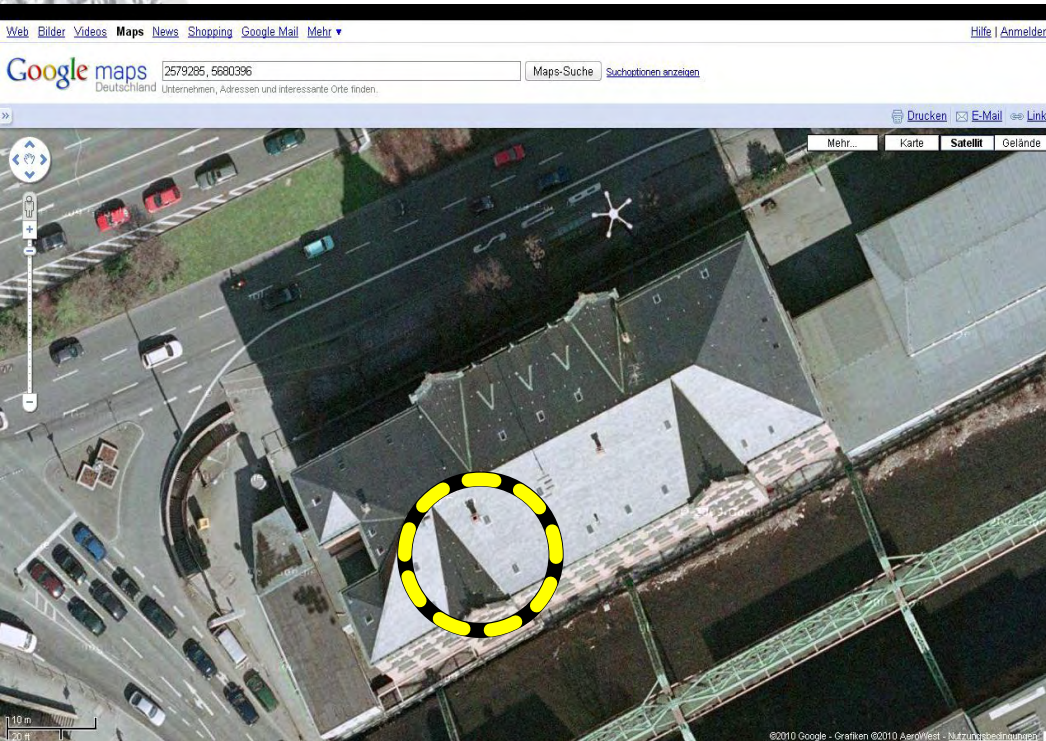 Web Bilder Videos Maps News Shopping Google Mail Mehr ▼ Hilfe | Anmelden
Google maps
Deutschland
2579285, 5680396
Maps-Suche Suchoptionen anzeigen
Unternehmen, Adressen und interessante Orte finden.
» Drucken E-Mail Link
Mehr... Karte Satellit Gelände
BUS
VVVV
10 m
20 ft
©2010 Google - Grafiken ©2010 AeroWest - Nutzungsbedingungen